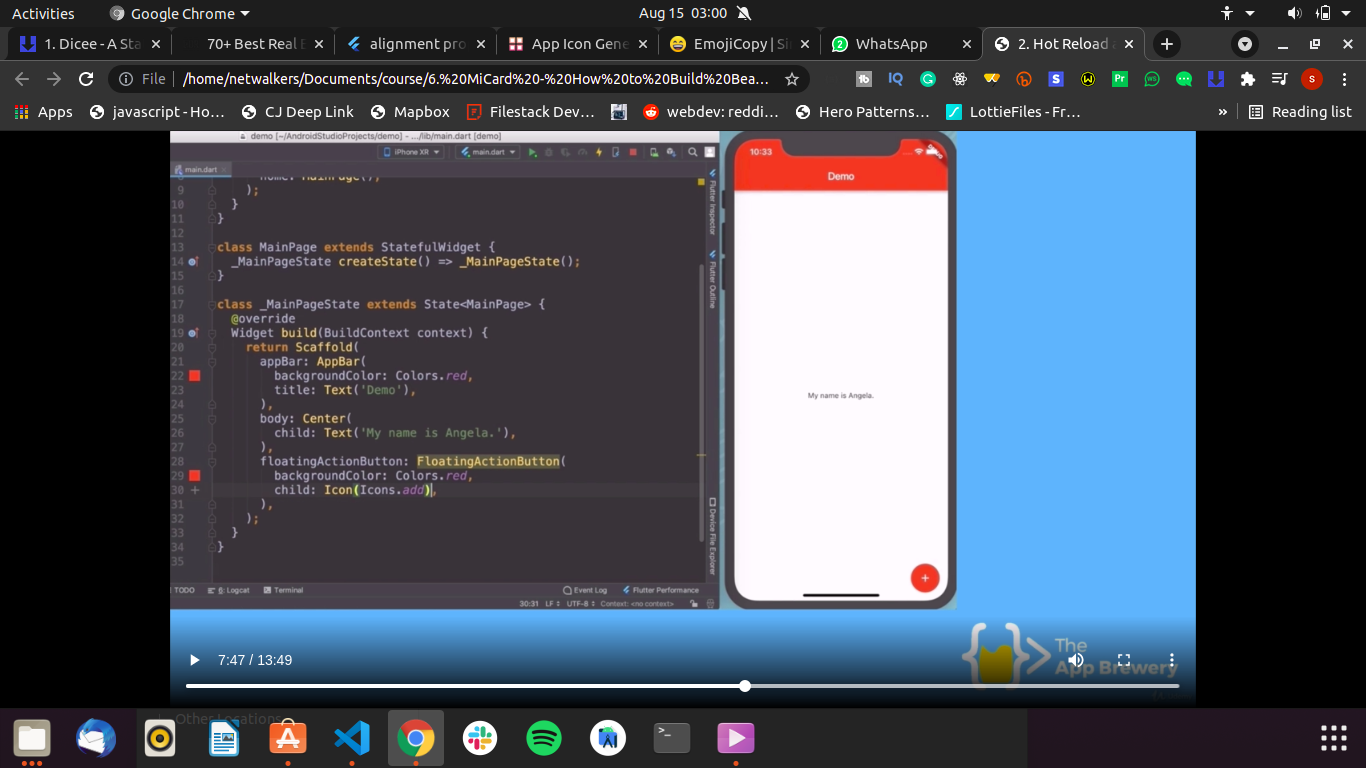 Activities
Google Chrome
Aug 15 03:00
1. Dicee - A Sta
70+ Best Real E
alignment pro
App Icon Gene
EmojiCopy | Si
WhatsApp
2. Hot Reload a
File
/home/netwalkers/Documents/course/6.%20MiCard%20-%20How%20to%20Build%20Bea…
Apps
javascript - Ho…
CJ Deep Link
Mapbox
Filestack Dev…
webdev: reddi…
Hero Patterns…
LottieFiles - Fr…
»
Reading list
demo [~/AndroidStudioProjects/demo] - .../lib/main.dart [demo]
iPhone XR
main.dart
main.dart
8 home: MainPage(),
9 );
10 }
11 }
12
13 class MainPage extends StatefulWidget {
14 _MainPageState createState() => _MainPageState();
15 }
16
17 class _MainPageState extends State<MainPage> {
18 @override
19 Widget build(BuildContext context) {
20 return Scaffold(
21 appBar: AppBar(
22 backgroundColor: Colors.red,
23 title: Text('Demo'),
24 ),
25 body: Center(
26 child: Text('My name is Angela.'),
27 ),
28 floatingActionButton: FloatingActionButton(
29 backgroundColor: Colors.red,
30 child: Icon(Icons.add),
31 ),
32 );
33 }
34 }
35
Flutter Inspector
Flutter Outline
Device File Explorer
TODO
6: Logcat
Terminal
Event Log
Flutter Performance
30:31 LF UTF-8 Context: <no context>
10:33
Demo
My name is Angela.
+
The
App Brewery
7:47 / 13:49
Other Locations